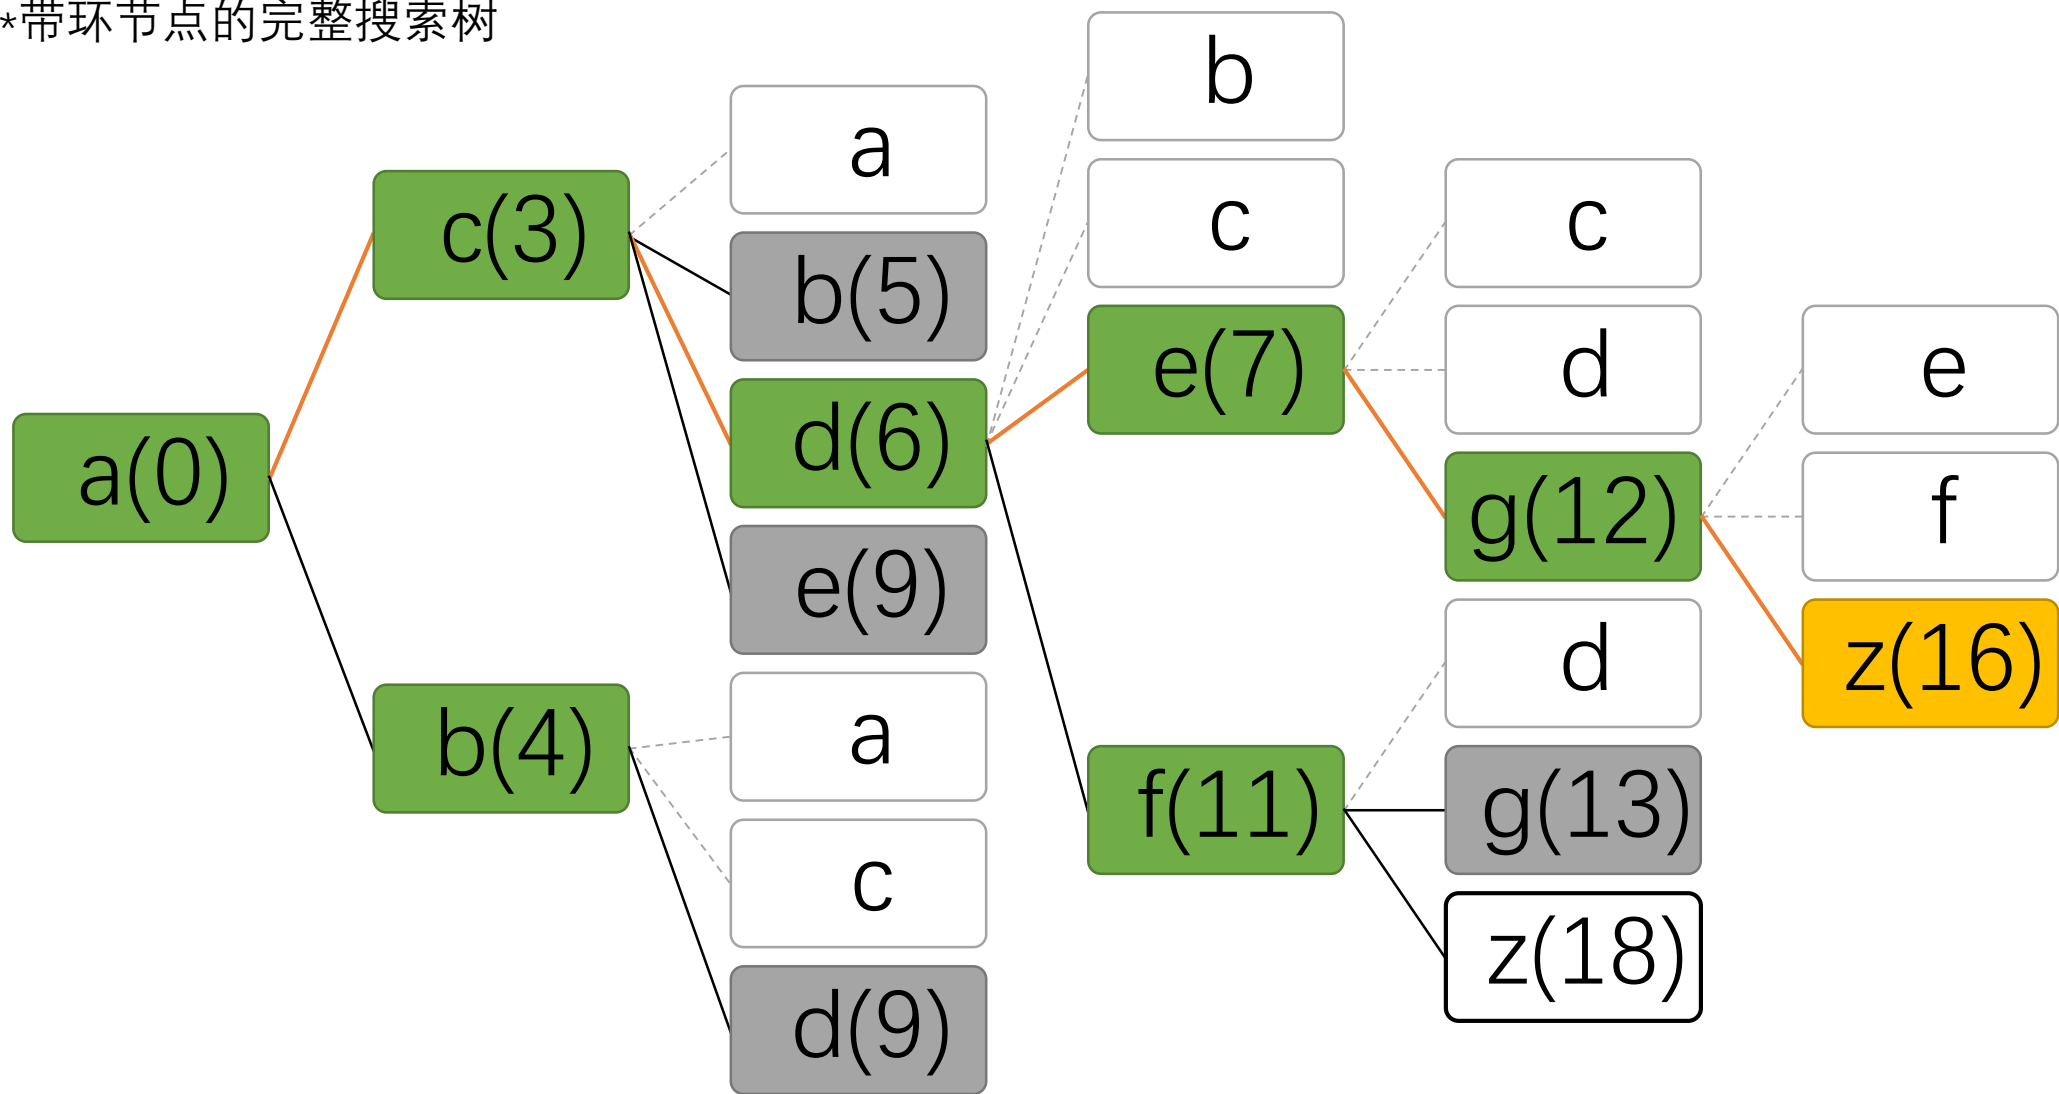 *带环节点的完整搜索树
a(0)
c(3)
b(4)
a
b(5)
d(6)
e(9)
a
c
d(9)
b
c
e(7)
f(11)
c
d
g(12)
d
g(13)
z(18)
e
f
z(16)